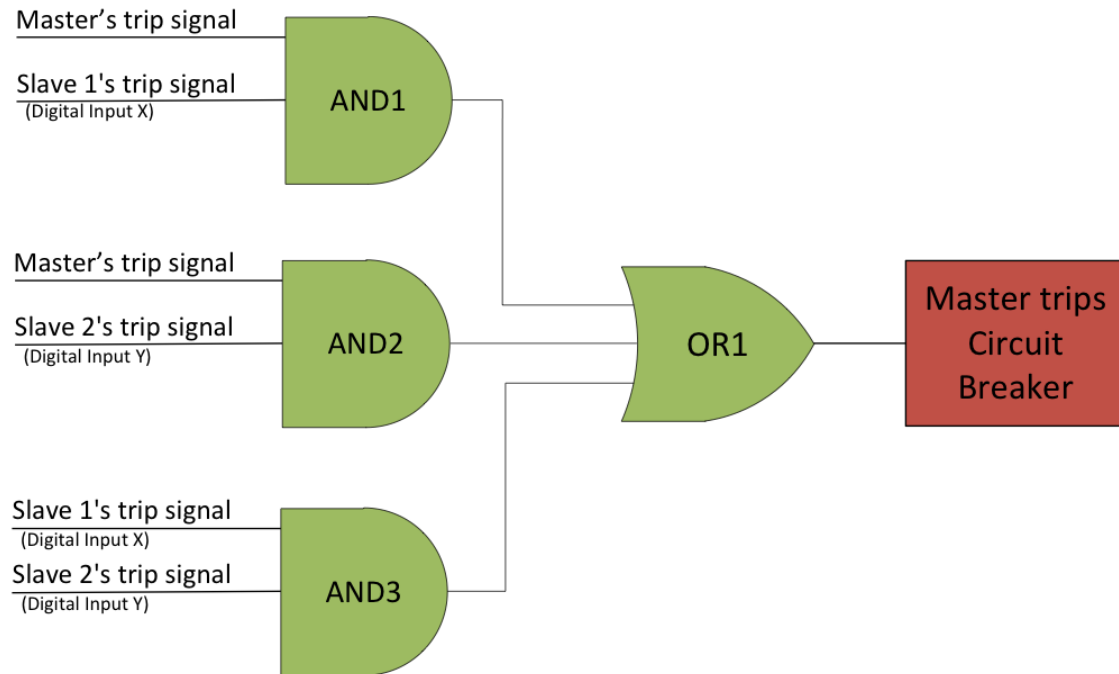 Master’s trip signal
Slave 1's trip signal
(Digital Input X)
AND1
Master’s trip signal
Slave 2's trip signal
(Digital Input Y)
AND2
OR1
Master trips
Circuit
Breaker
Slave 1's trip signal
(Digital Input X)
Slave 2's trip signal
(Digital Input Y)
AND3